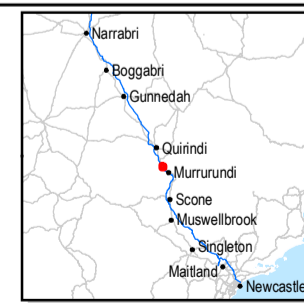 Narrabri
Boggabri
Gunnedah
Quirindi
Murrurundi
Scone
Muswellbrook
Singleton
Maitland
Newcastle